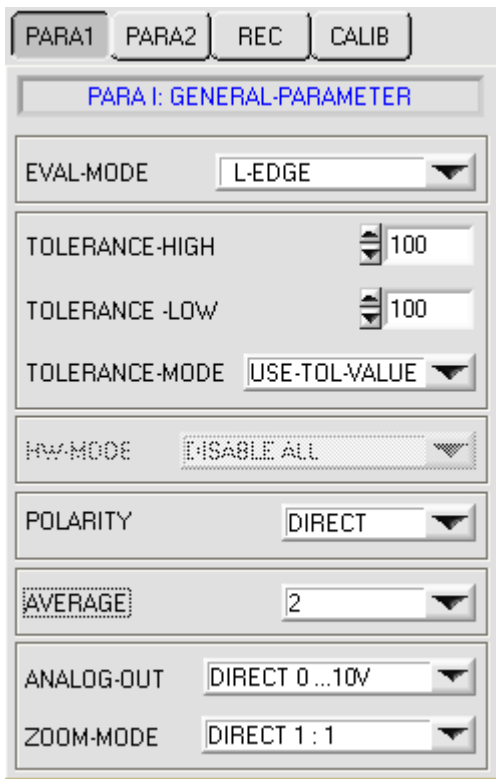 PARA1 PARA2 REC CALIB
PARA I: GENERAL-PARAMETER
EVAL-MODE L-EDGE
TOLERANCE-HIGH 100
TOLERANCE -LOW 100
TOLERANCE-MODE USE-TOL-VALUE
HW-MODE DISABLE ALL
POLARITY DIRECT
AVERAGE 2
ANALOG-OUT DIRECT 0 ...10V
ZOOM-MODE DIRECT 1 : 1